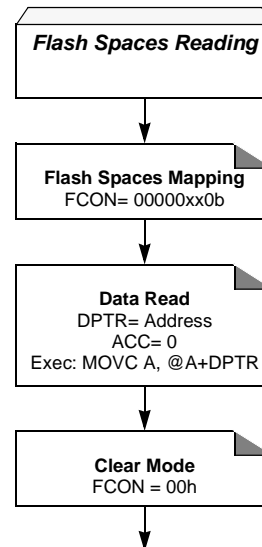 Flash Spaces Reading
Flash Spaces Mapping
FCON= 00000xx0b
Data Read
DPTR= Address
ACC= 0
Exec: MOVC A, @A+DPTR
Clear Mode
FCON = 00h